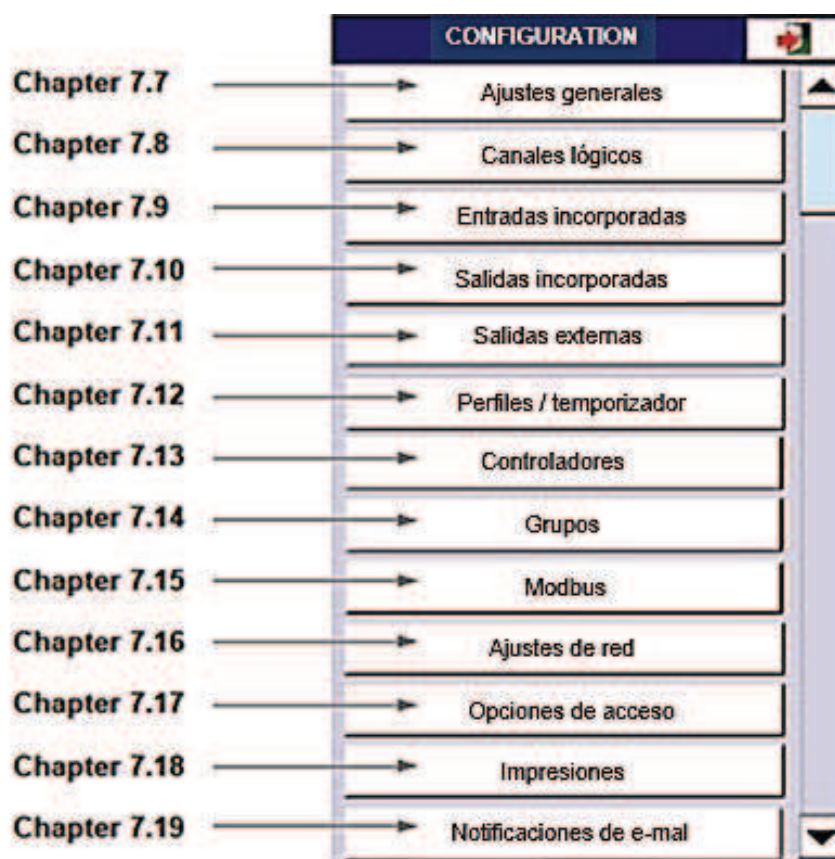 CONFIGURATION
Chapter 7.7 Ajustes generales
Chapter 7.8 Canales lógicos
Chapter 7.9 Entradas incorporadas
Chapter 7.10 Salidas incorporadas
Chapter 7.11 Salidas externas
Chapter 7.12 Perfiles / temporizador
Chapter 7.13 Controladores
Chapter 7.14 Grupos
Chapter 7.15 Modbus
Chapter 7.16 Ajustes de red
Chapter 7.17 Opciones de acceso
Chapter 7.18 Impresiones
Chapter 7.19 Notificaciones de e-mal